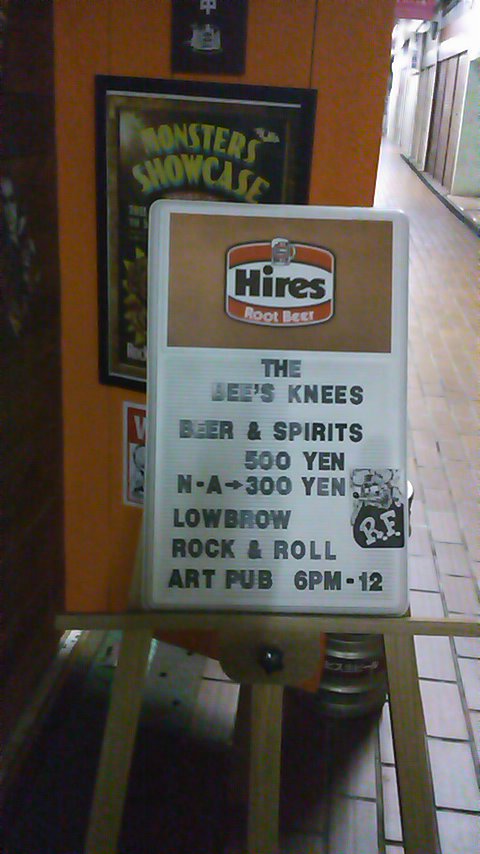 MONSTERS
SHOWCASE
Hires
Root Beer
THE
BEE'S KNEES
BEER & SPIRITS
500 YEN
N-A→300 YEN
LOWBROW
ROCK & ROLL
ART PUB 6PM-12
R.F.